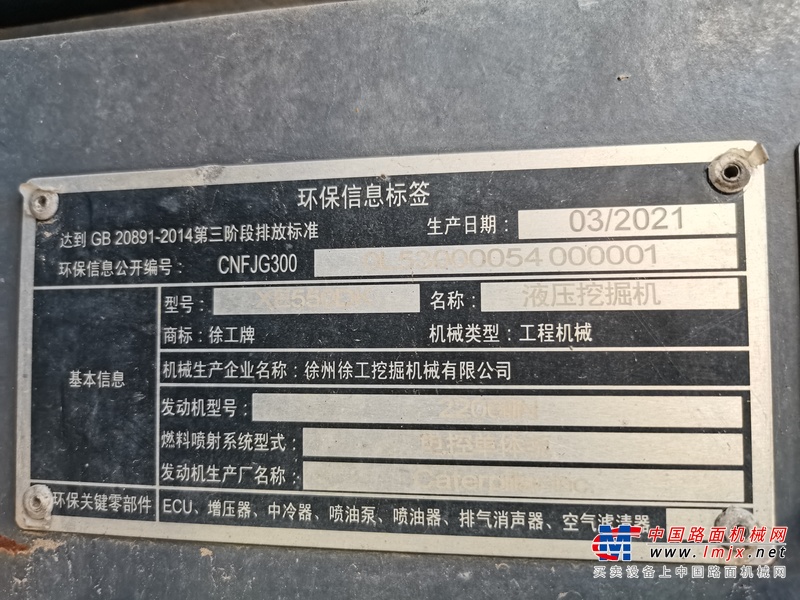 环保信息标签
达到 GB 20891-2014第三阶段排放标准
生产日期: 03/2021
环保信息公开编号: CNFJG300 000001
基本信息
型号:
名称: 液压挖掘机
商标: 徐工牌
机械类型: 工程机械
机械生产企业名称: 徐州徐工挖掘机械有限公司
发动机型号:
燃料喷射系统型式:
发动机生产厂名称:
环保关键零部件
ECU、增压器、中冷器、喷油泵、喷油器、排气消声器、空气滤清器
中国路面机械网
www.lmjx.net
买卖设备上中国路面机械网